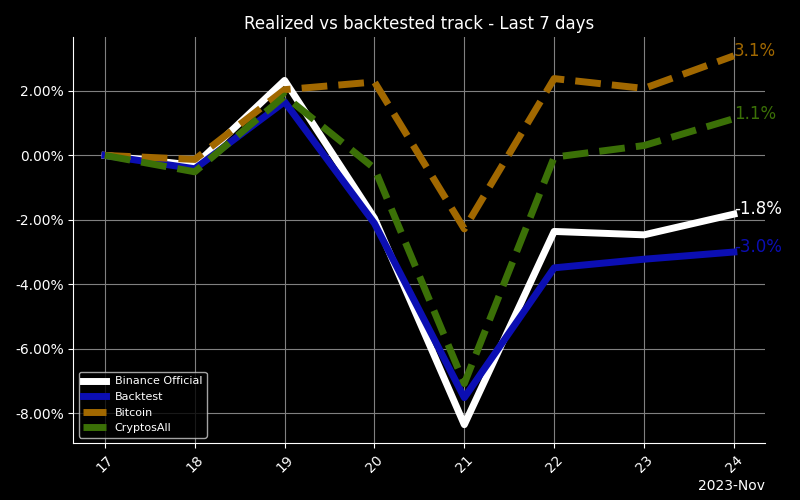 Realized vs backtested track - Last 7 days
3.1%
2.00%
1.1%
0.00%
-1.8%
-2.00%
-3.0%
-4.00%
-6.00%
-8.00%
Binance Official
Backtest
Bitcoin
CryptosAll
17 18 19 20 21 22 23 24
2023-Nov